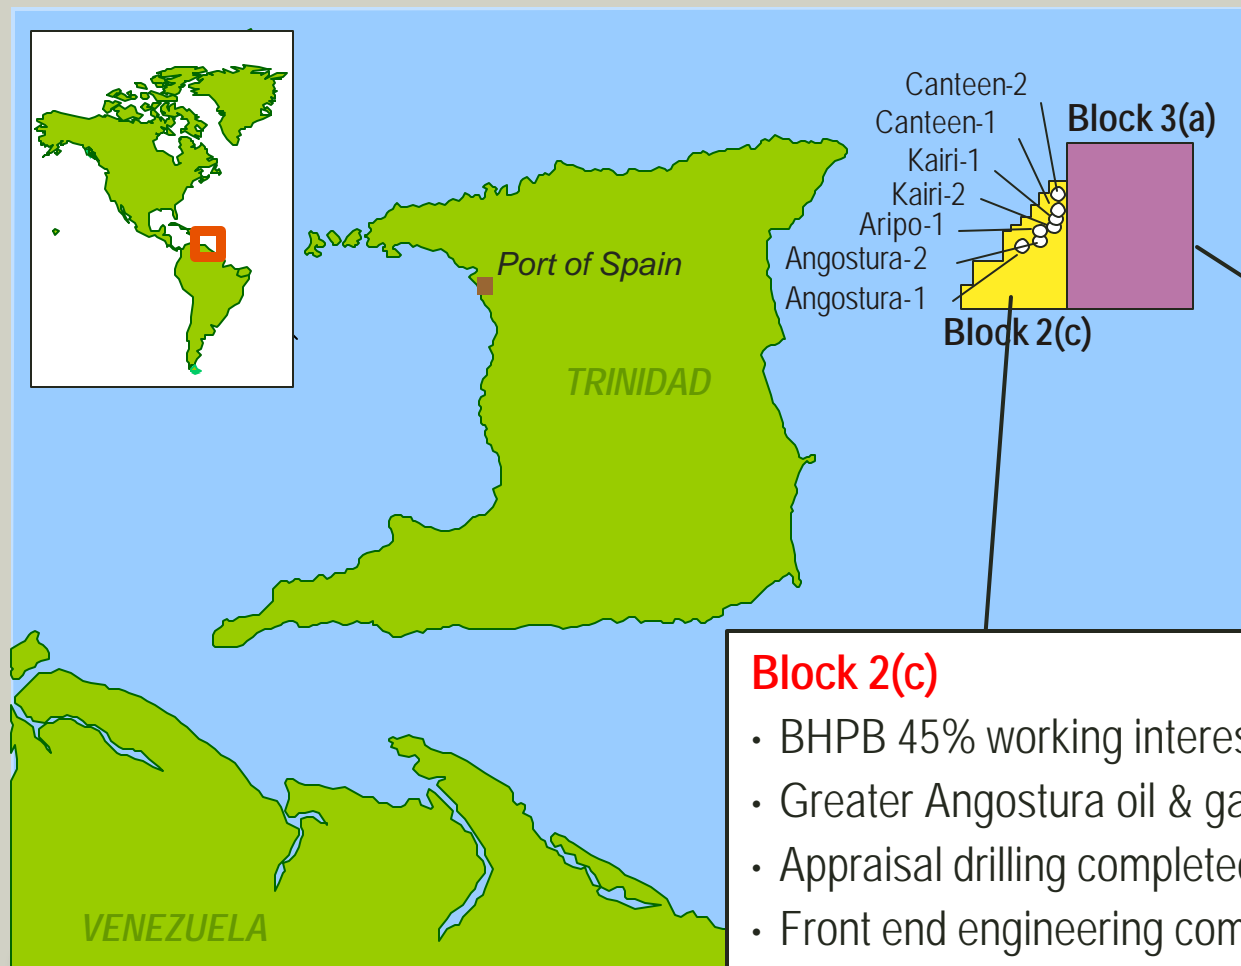 Canteen-2
Block 3(a)
Canteen-1
Kairi-1
Kairi-2
Aripo-1
Angostura-2
Angostura-1
Block 2(c)
Port of Spain
TRINIDAD
VENEZUELA
Block 2(c)
• BHPB 45% working
• Greater Angostura oil &
• Appraisal drilling
• Front end engineering